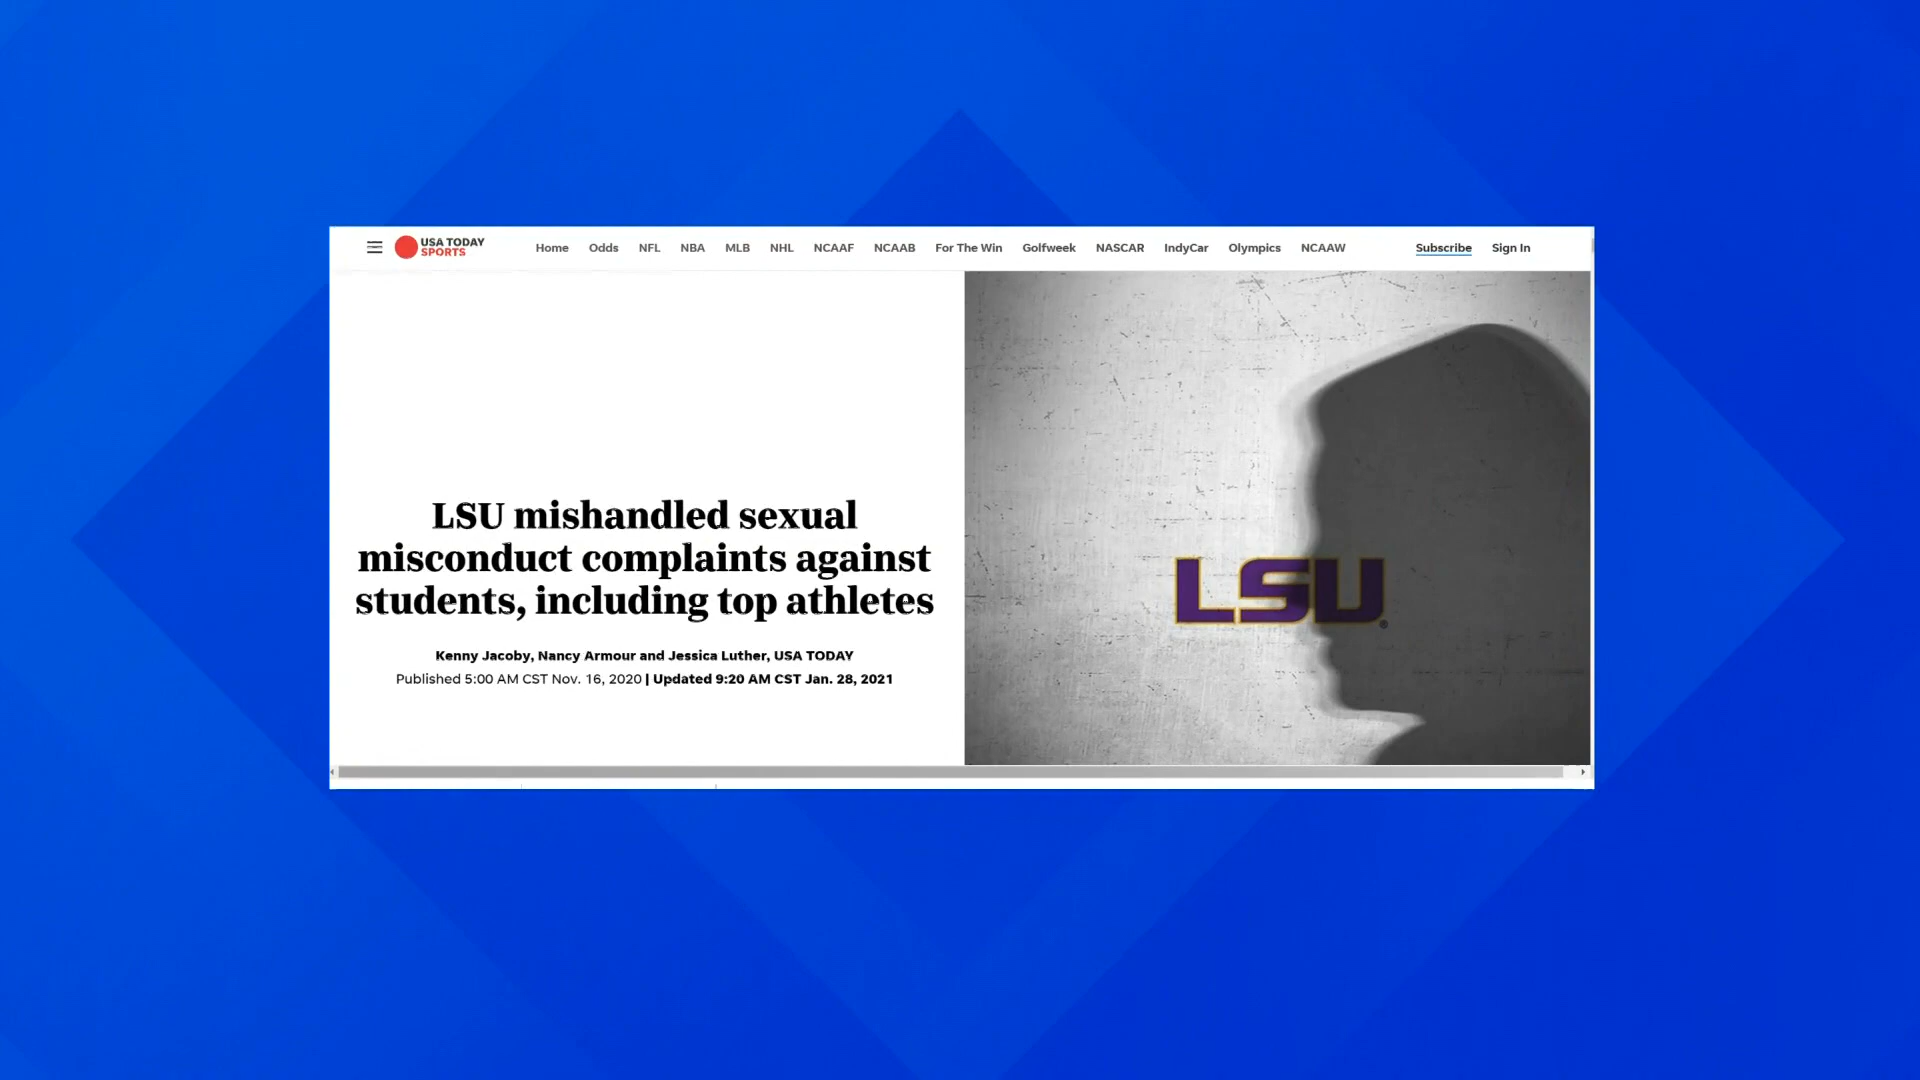 USA TODAY
SPORTS
Home Odds NFL NBA MLB NHL NCAAF NCAAB For The Win Golfweek NASCAR IndyCar Olympics NCAAW Subscribe Sign In
LSU mishandled sexual
misconduct complaints against
students, including top athletes
Kenny Jacoby, Nancy Armour and Jessica Luther, USA TODAY
Published 5:00 AM CST Nov. 16, 2020 | Updated 9:20 AM CST Jan. 28, 2021
LSU®